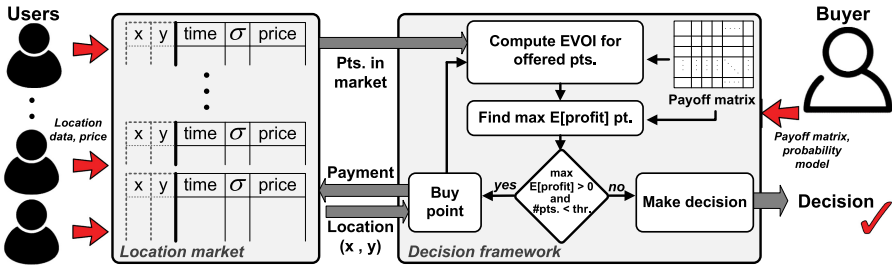 Users
Location
data, price
x y time σ price
x y time σ price
x y time σ price
Location market
Pts. in
market
Payment
Location
(x , y)
Compute EVOI for
offered pts.
Payoff matrix
Find max E[profit] pt.
max
E[profit] > 0
and
#pts. < thr.
yes
no
Buy
point
Make decision
Decision framework
Buyer
Payoff matrix,
probability
model
Decision